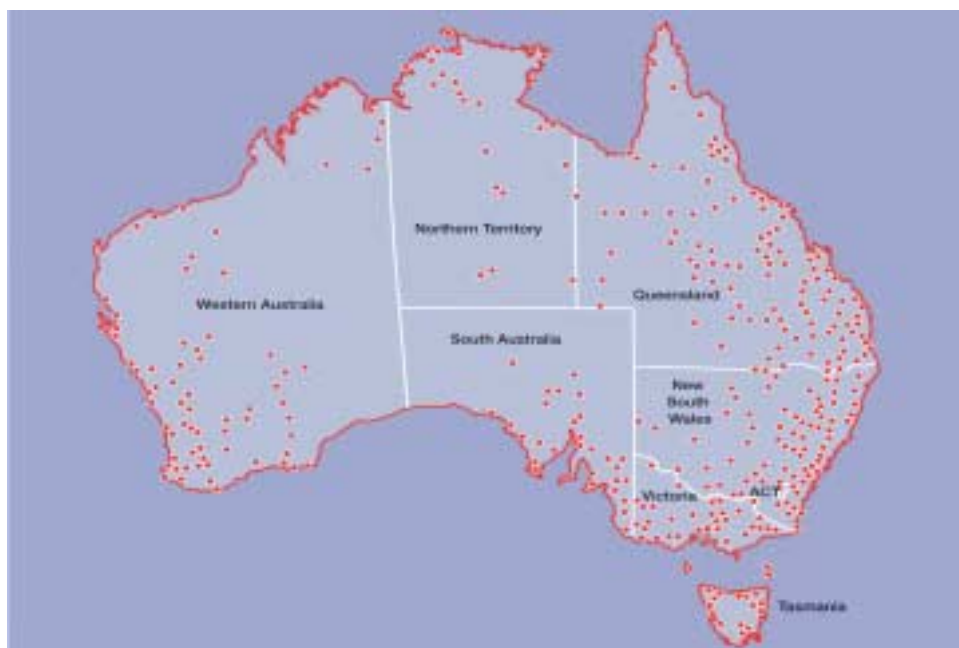 Northern Territory
Western Australia
Queensland
South Australia
New
South
Wales
Victoria
ACT
Tasmania